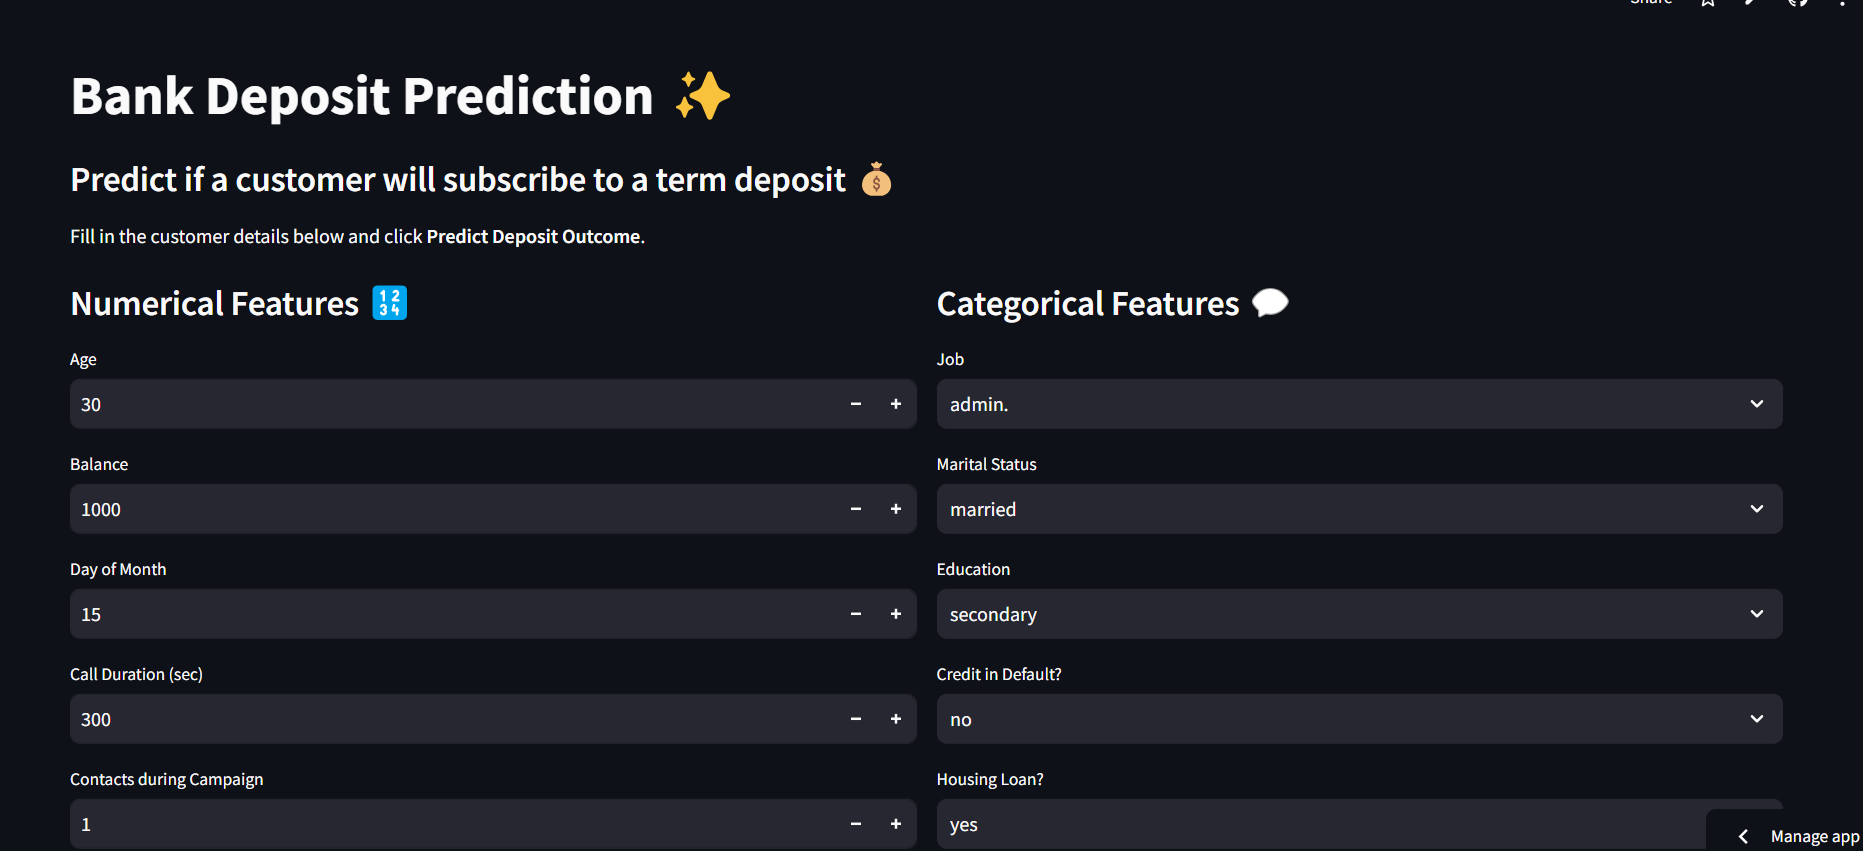 Share
Bank Deposit Prediction ✨
Predict if a customer will subscribe to a term deposit 💰
Fill in the customer details below and click Predict Deposit Outcome.
Numerical Features 🔢
Age
30
Balance
1000
Day of Month
15
Call Duration (sec)
300
Contacts during Campaign
1
Categorical Features 💬
Job
admin.
Marital Status
married
Education
secondary
Credit in Default?
no
Housing Loan?
yes
Manage app